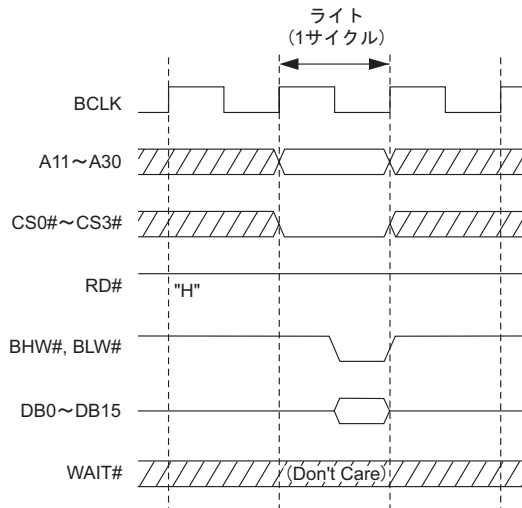 ライト
(1サイクル)
BCLK
A11～A30
CS0#～CS3#
RD#
"H"
BHW#, BLW#
DB0～DB15
WAIT#
(Don't Care)